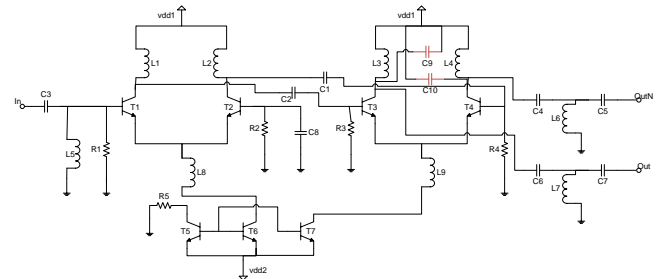 vdd1
vdd1
L1
L2
L3
C9
L4
C10
C1
C3
C2
In
T1
T2
T3
T4
C4
C5
OutN
L6
L5
R1
R2
C8
R3
R4
Out
C6
C7
L7
L8
L9
R5
T5
T6
T7
vdd2